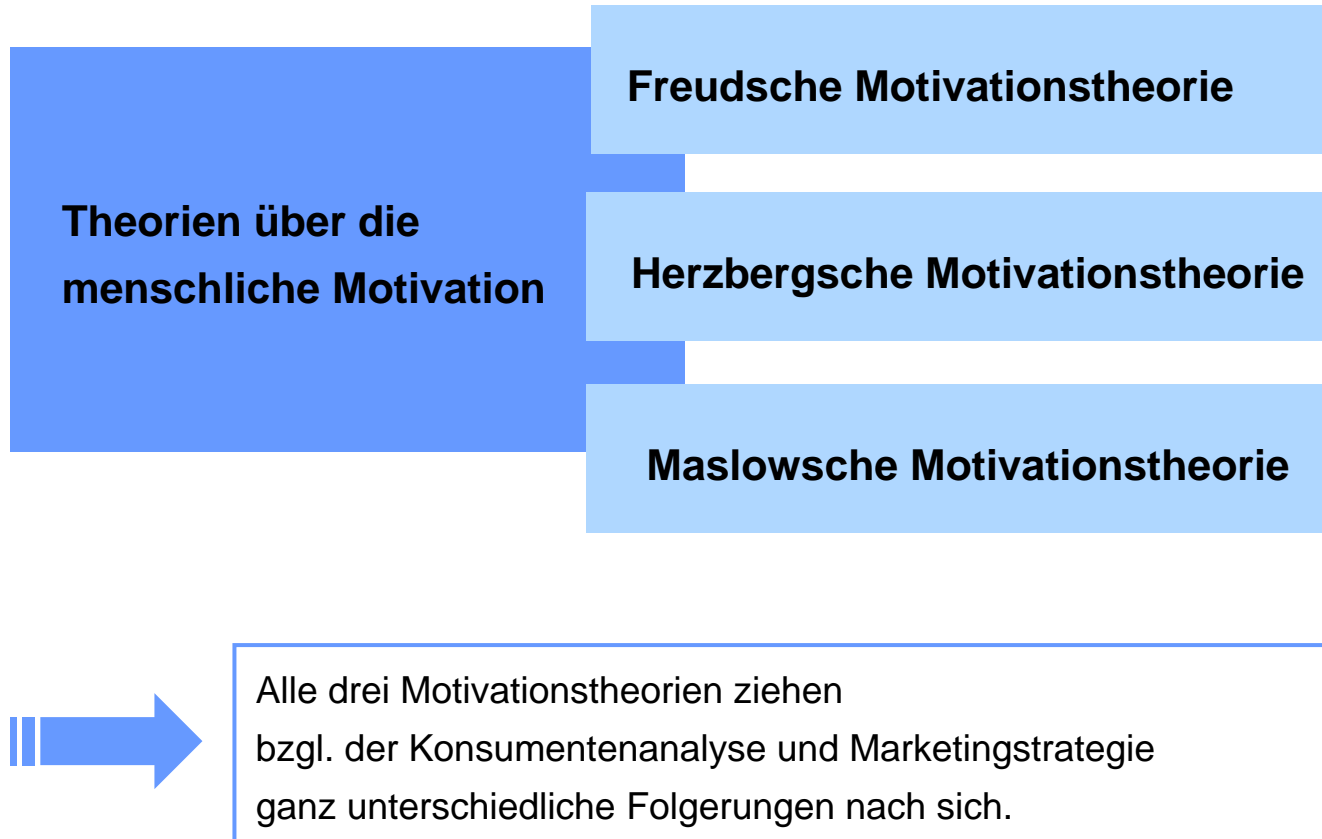 Freudsche Motivationstheorie
Theorien über die
menschliche Motivation
Herzbergsche Motivationstheorie
Maslowsche Motivationstheorie
Alle drei Motivationstheorien ziehen
bzgl. der Konsumentenanalyse und Marketingstrategie
ganz unterschiedliche Folgerungen nach sich.